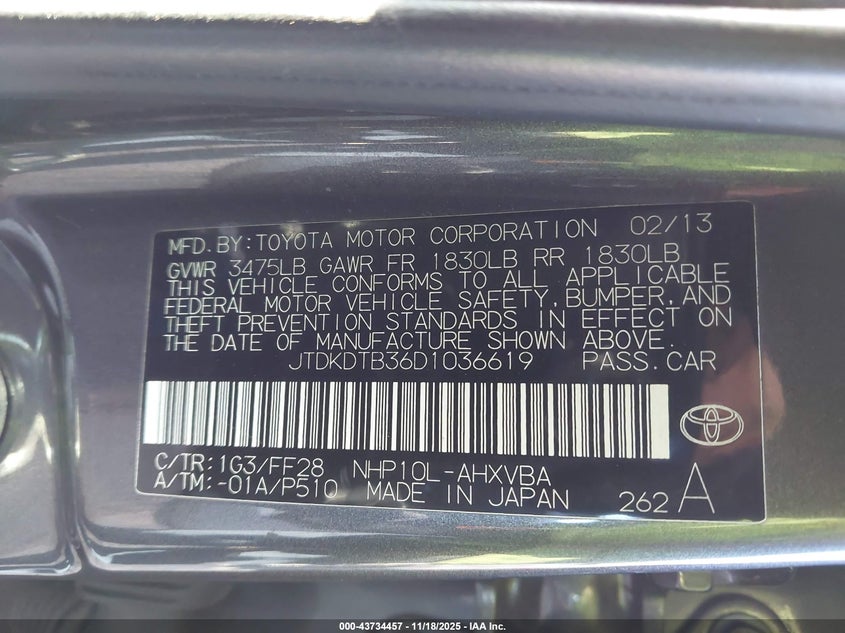 MFD. BY: TOYOTA MOTOR CORPORATION 02/13
GVWR 3475LB GAWR FR 1830LB RR 1830LB
THIS VEHICLE CONFORMS TO ALL APPLICABLE
FEDERAL MOTOR VEHICLE SAFETY, BUMPER, AND
THEFT PREVENTION STANDARDS IN EFFECT ON
THE DATE OF MANUFACTURE SHOWN ABOVE.
JTDKDTB36D1036619 PASS. CAR
C/TR: 1G3/FF28 NHP10L-AHXVBA
A/TM: -01A/P510 MADE IN JAPAN 262 A
000-43734457 - 11/18/2025 - IAA Inc.